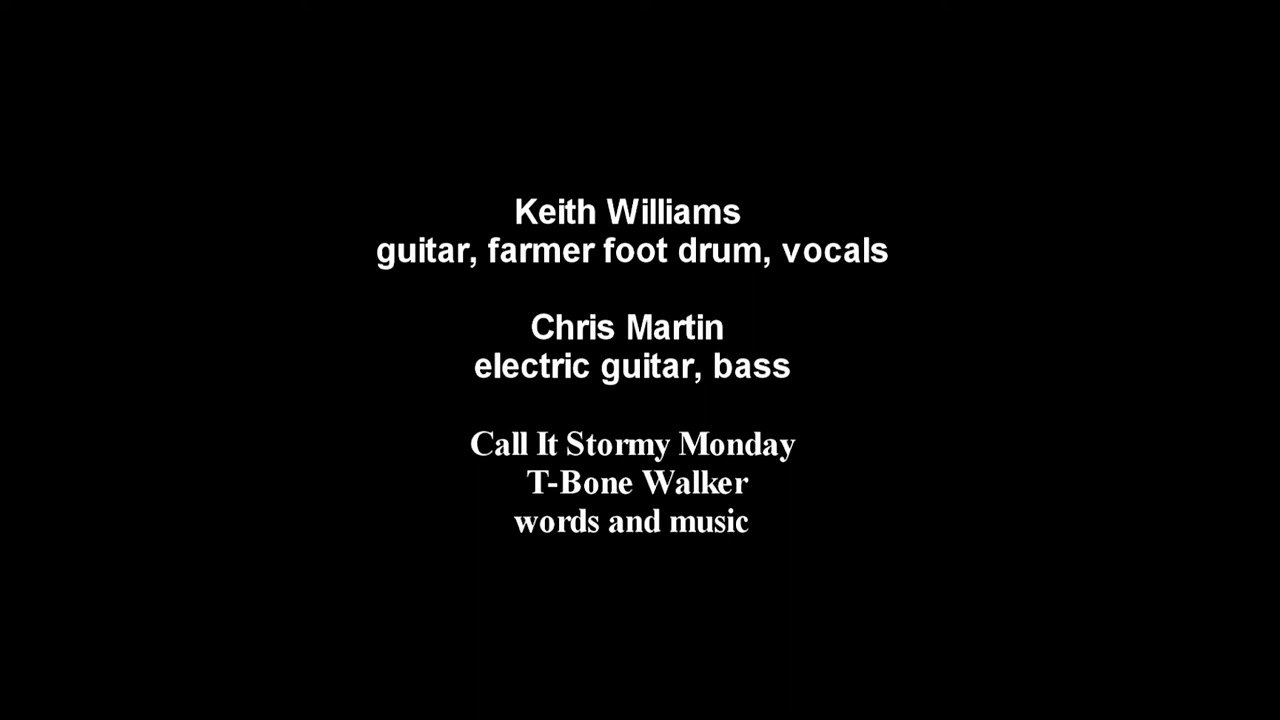 Keith Williams
guitar, farmer foot drum, vocals
Chris Martin
electric guitar, bass
Call It Stormy Monday
T-Bone Walker
words and music